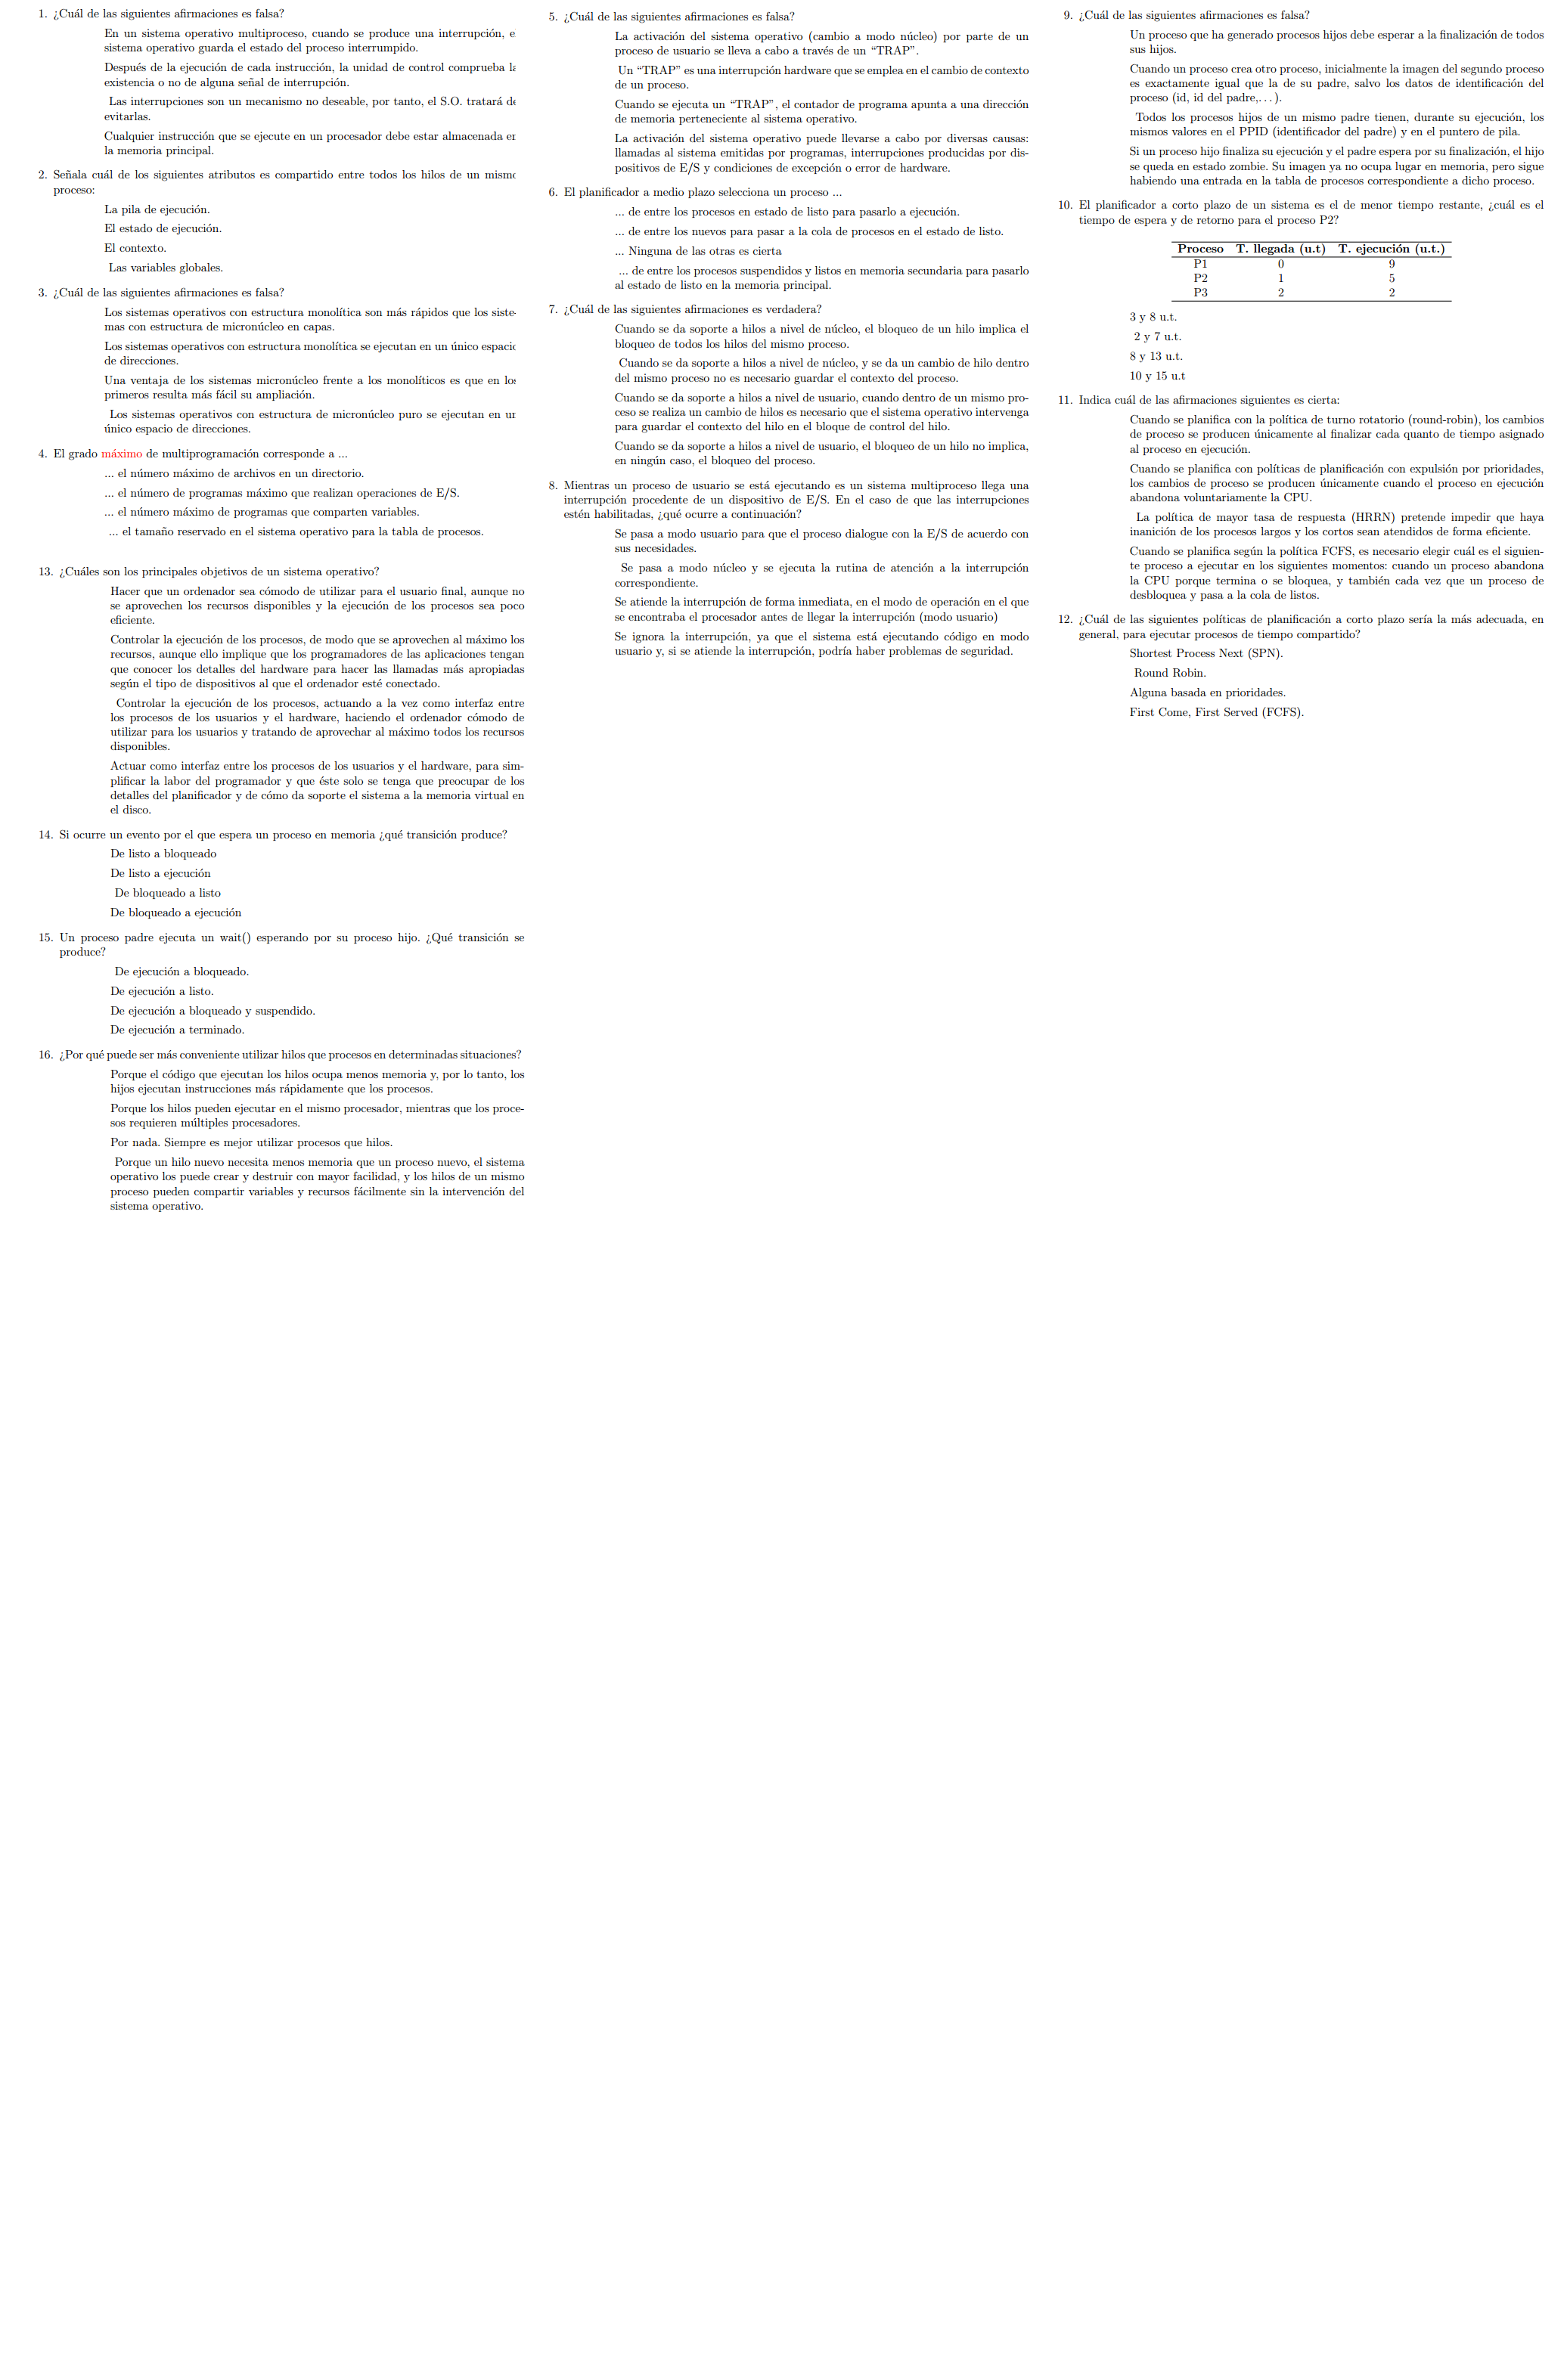 1. ¿Cuál de las siguientes afirmaciones es falsa?
En un sistema operativo multiproceso, cuando se produce una interrupción, e
sistema operativo guarda el estado del proceso interrumpido.
Después de la ejecución de cada instrucción, la unidad de control comprueba la
existencia o no de alguna señal de interrupción.
Las interrupciones son un mecanismo no deseable, por tanto, el S.O. tratará de
evitarlas.
Cualquier instrucción que se ejecute en un procesador debe estar almacenada en
la memoria principal.
2. Señala cuál de los siguientes atributos es compartido entre todos los hilos de un mismo
proceso:
La pila de ejecución.
El estado de ejecución.
El contexto.
Las variables globales.
3. ¿Cuál de las siguientes afirmaciones es falsa?
Los sistemas operativos con estructura monolítica son más rápidos que los siste-
mas con estructura de micronúcleo en capas.
Los sistemas operativos con estructura monolítica se ejecutan en un único espacio
de direcciones.
Una ventaja de los sistemas micronúcleo frente a los monolíticos es que en los
primeros resulta más fácil su ampliación.
Los sistemas operativos con estructura de micronúcleo puro se ejecutan en un
único espacio de direcciones.
4. El grado máximo de multiprogramación corresponde a ...
... el número máximo de archivos en un directorio.
... el número de programas máximo que realizan operaciones de E/S.
... el número máximo de programas que comparten variables.
... el tamaño reservado en el sistema operativo para la tabla de procesos.
5. ¿Cuál de las siguientes afirmaciones es falsa?
La activación del sistema operativo (cambio a modo núcleo) por parte de un
proceso de usuario se lleva a cabo a través de un “TRAP”.
Un “TRAP” es una interrupción hardware que se emplea en el cambio de contexto
de un proceso.
Cuando se ejecuta un “TRAP”, el contador de programa apunta a una dirección
de memoria perteneciente al sistema operativo.
La activación del sistema operativo puede llevarse a cabo por diversas causas:
llamadas al sistema emitidas por programas, interrupciones producidas por dis-
positivos de E/S y condiciones de excepción o error de hardware.
6. El planificador a medio plazo selecciona un proceso ...
... de entre los procesos en estado de listo para pasarlo a ejecución.
... de entre los nuevos para pasar a la cola de procesos en el estado de listo.
... Ninguna de las otras es cierta
... de entre los procesos suspendidos y listos en memoria secundaria para pasarlo
al estado de listo en la memoria principal.
7. ¿Cuál de las siguientes afirmaciones es verdadera?
Cuando se da soporte a hilos a nivel de núcleo, el bloqueo de un hilo implica el
bloqueo de todos los hilos del mismo proceso.
Cuando se da soporte a hilos a nivel de núcleo, y se da un cambio de hilo dentro
del mismo proceso no es necesario guardar el contexto del proceso.
Cuando se da soporte a hilos a nivel de usuario, cuando dentro de un mismo pro-
ceso se realiza un cambio de hilos es necesario que el sistema operativo intervenga
para guardar el contexto del hilo en el bloque de control del hilo.
Cuando se da soporte a hilos a nivel de usuario, el bloqueo de un hilo no implica,
en ningún caso, el bloqueo del proceso.
8. Mientras un proceso de usuario se está ejecutando es un sistema multiproceso llega una
interrupción procedente de un dispositivo de E/S. En el caso de que las interrupciones
estén habilitadas, ¿qué ocurre a continuación?
Se pasa a modo usuario para que el proceso dialogue con la E/S de acuerdo con
sus necesidades.
Se pasa a modo núcleo y se ejecuta la rutina de atención a la interrupción
correspondiente.
Se atiende la interrupción de forma inmediata, en el modo de operación en el que
se encontraba el procesador antes de llegar la interrupción (modo usuario)
Se ignora la interrupción, ya que el sistema está ejecutando código en modo
usuario y, si se atiende la interrupción, podría haber problemas de seguridad.
9. ¿Cuál de las siguientes afirmaciones es falsa?
Un proceso que ha generado procesos hijos debe esperar a la finalización de todos
sus hijos.
Cuando un proceso crea otro proceso, inicialmente la imagen del segundo proceso
es exactamente igual que la de su padre, salvo los datos de identificación del
proceso (id, id del padre,...).
Todos los procesos hijos de un mismo padre tienen, durante su ejecución, los
mismos valores en el PPID (identificador del padre) y en el puntero de pila.
Si un proceso hijo finaliza su ejecución y el padre espera por su finalización, el hijo
se queda en estado zombie. Su imagen ya no ocupa lugar en memoria, pero sigue
habiendo una entrada en la tabla de procesos correspondiente a dicho proceso.
10. El planificador a corto plazo de un sistema es el de menor tiempo restante, ¿cuál es el
tiempo de espera y de retorno para el proceso P2?
Proceso T. llegada (u.t) T. ejecución (u.t.)
P1 0 9
P2 1 5
P3 2 2
3 y 8 u.t.
2 y 7 u.t.
8 y 13 u.t.
10 y 15 u.t
11. Indica cuál de las afirmaciones siguientes es cierta:
Cuando se planifica con la política de turno rotatorio (round-robin), los cambios
de proceso se producen únicamente al finalizar cada quanto de tiempo asignado
al proceso en ejecución.
Cuando se planifica con políticas de planificación con expulsión por prioridades,
los cambios de proceso se producen únicamente cuando el proceso en ejecución
abandona voluntariamente la CPU.
La política de mayor tasa de respuesta (HRRN) pretende impedir que haya
inanición de los procesos largos y los cortos sean atendidos de forma eficiente.
Cuando se planifica según la política FCFS, es necesario elegir cuál es el siguien-
te proceso a ejecutar en los siguientes momentos: cuando un proceso abandona
la CPU porque termina o se bloquea, y también cada vez que un proceso de
desbloquea y pasa a la cola de listos.
12. ¿Cuál de las siguientes políticas de planificación a corto plazo sería la más adecuada, en
general, para ejecutar procesos de tiempo compartido?
Shortest Process Next (SPN).
Round Robin.
Alguna basada en prioridades.
First Come, First Served (FCFS).
13. ¿Cuáles son los principales objetivos de un sistema operativo?
Hacer que un ordenador sea cómodo de utilizar para el usuario final, aunque no
se aprovechen los recursos disponibles y la ejecución de los procesos sea poco
eficiente.
Controlar la ejecución de los procesos, de modo que se aprovechen al máximo los
recursos, aunque ello implique que los programadores de las aplicaciones tengan
que conocer los detalles del hardware para hacer las llamadas más apropiadas
según el tipo de dispositivos al que el ordenador esté conectado.
Controlar la ejecución de los procesos, actuando a la vez como interfaz entre
los procesos de los usuarios y el hardware, haciendo el ordenador cómodo de
utilizar para los usuarios y tratando de aprovechar al máximo todos los recursos
disponibles.
Actuar como interfaz entre los procesos de los usuarios y el hardware, para sim-
plificar la labor del programador y que éste solo se tenga que preocupar de los
detalles del planificador y de cómo da soporte el sistema a la memoria virtual en
el disco.
14. Si ocurre un evento por el que espera un proceso en memoria ¿qué transición produce?
De listo a bloqueado
De listo a ejecución
De bloqueado a listo
De bloqueado a ejecución
15. Un proceso padre ejecuta un wait() esperando por su proceso hijo. ¿Qué transición se
produce?
De ejecución a bloqueado.
De ejecución a listo.
De ejecución a bloqueado y suspendido.
De ejecución a terminado.
16. ¿Por qué puede ser más conveniente utilizar hilos que procesos en determinadas situaciones?
Porque el código que ejecutan los hilos ocupa menos memoria y, por lo tanto, los
hijos ejecutan instrucciones más rápidamente que los procesos.
Porque los hilos pueden ejecutar en el mismo procesador, mientras que los proce-
sos requieren múltiples procesadores.
Por nada. Siempre es mejor utilizar procesos que hilos.
Porque un hilo nuevo necesita menos memoria que un proceso nuevo, el sistema
operativo los puede crear y destruir con mayor facilidad, y los hilos de un mismo
proceso pueden compartir variables y recursos fácilmente sin la intervención del
sistema operativo.